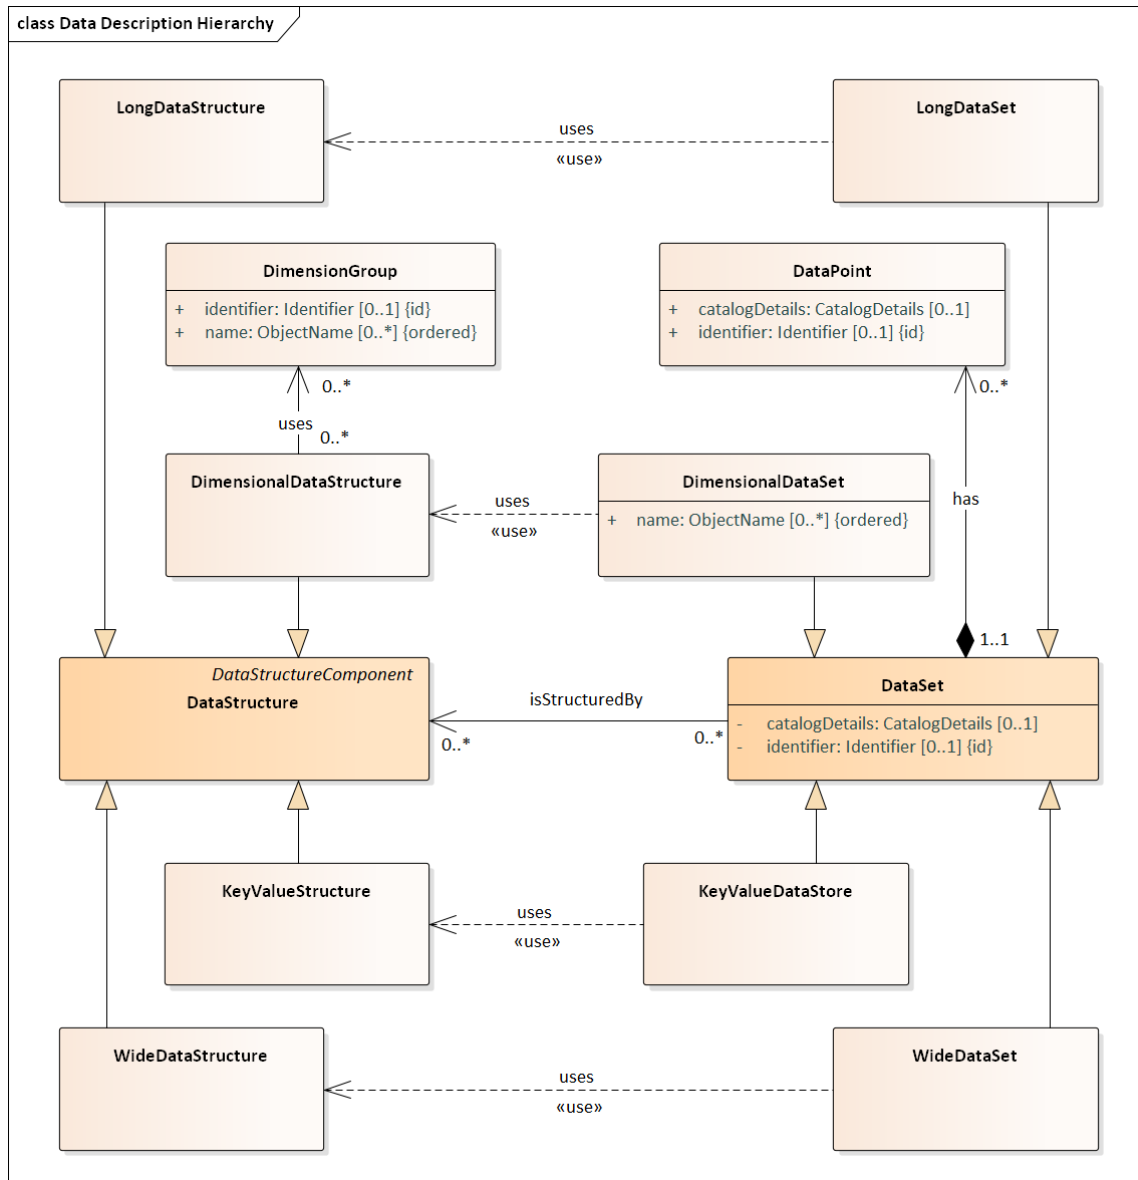 class Data Description Hierarchy
LongDataStructure
LongDataSet
uses
«use»
DimensionGroup
+ identifier: Identifier [0..1] {id}
+ name: ObjectName [0..*] {ordered}
DataPoint
+ catalogDetails: CatalogDetails [0..1]
+ identifier: Identifier [0..1] {id}
0..*
uses
0..*
0..*
has
DimensionalDataStructure
uses
«use»
DimensionalDataSet
+ name: ObjectName [0..*] {ordered}
1..1
DataStructureComponent
DataStructure
isStructuredBy
0..*
0..*
DataSet
- catalogDetails: CatalogDetails [0..1]
- identifier: Identifier [0..1] {id}
KeyValueStructure
uses
«use»
KeyValueDataStore
WideDataStructure
uses
«use»
WideDataSet